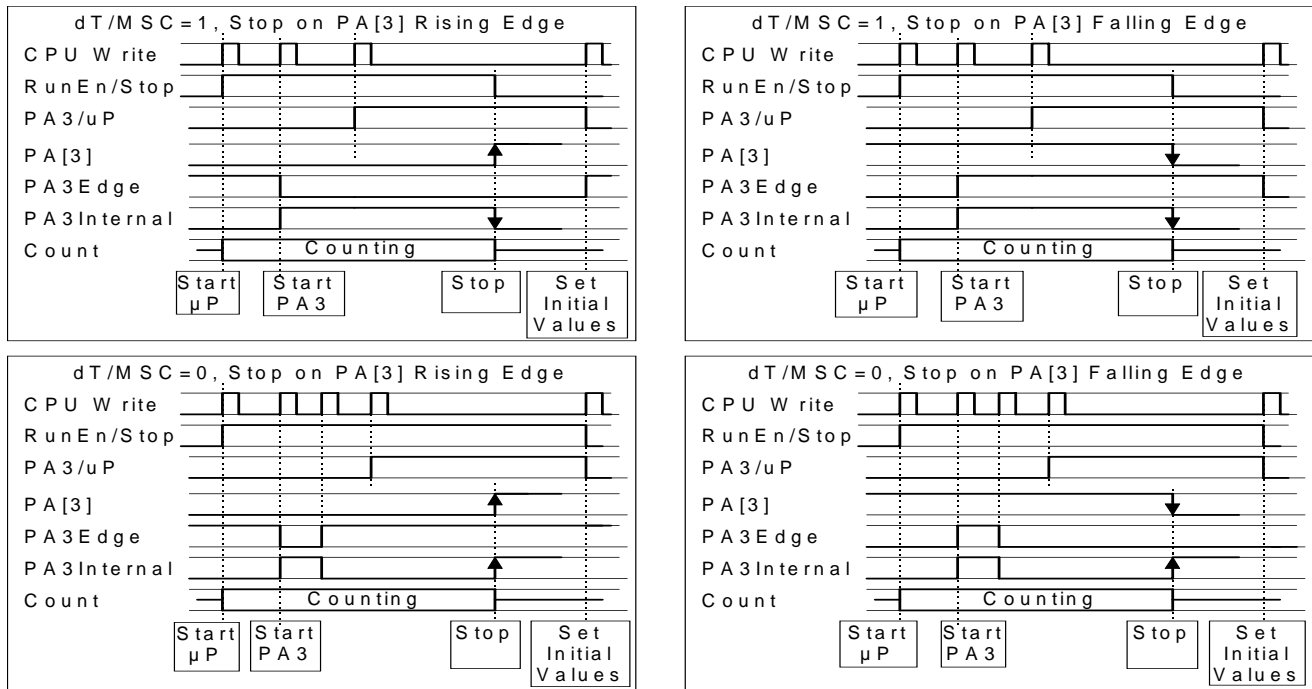 dT/MSC=1, Stop on PA[3] Rising Edge
CPU Write
RunEn/Stop
PA3/uP
PA[3]
PA3Edge
PA3Internal
Count
Counting
Start
µP
Start
PA3
Stop
Set
Initial
Values
dT/MSC=1, Stop on PA[3] Falling Edge
CPU Write
RunEn/Stop
PA3/uP
PA[3]
PA3Edge
PA3Internal
Count
Counting
Start
µP
Start
PA3
Stop
Set
Initial
Values
dT/MSC=0, Stop on PA[3] Rising Edge
CPU Write
RunEn/Stop
PA3/uP
PA[3]
PA3Edge
PA3Internal
Count
Counting
Start
µP
Start
PA3
Stop
Set
Initial
Values
dT/MSC=0, Stop on PA[3] Falling Edge
CPU Write
RunEn/Stop
PA3/uP
PA[3]
PA3Edge
PA3Internal
Count
Counting
Start
µP
Start
PA3
Stop
Set
Initial
Values